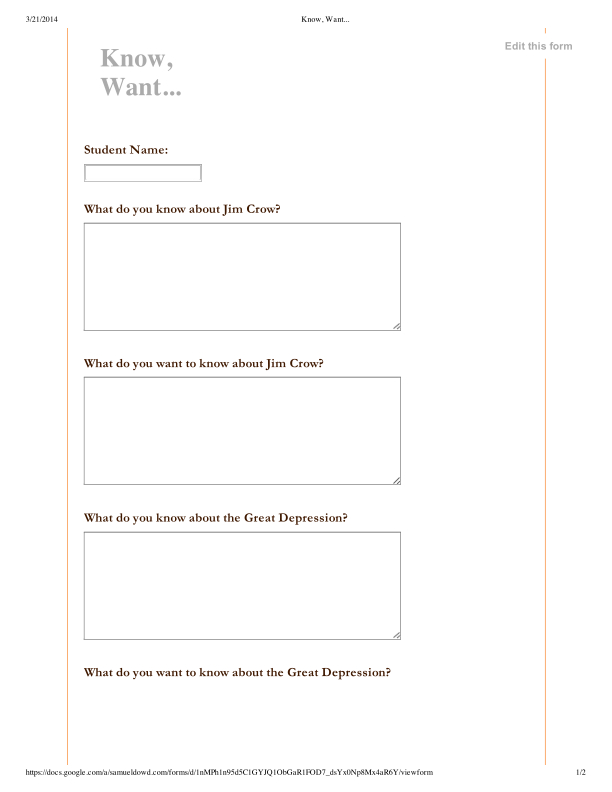 3/21/2014
Know, Want...
Edit this form
Know,
Want...
Student Name:
What do you know about Jim Crow?
What do you want to know about Jim Crow?
What do you know about the Great Depression?
What do you want to know about the Great Depression?
https://docs.google.com/a/samueldowd.com/forms/d/1nMPh1n95d5C1GYJQ1ObGaR1FOD7_dsYx0Np8Mx4aR6Y/viewform
1/2